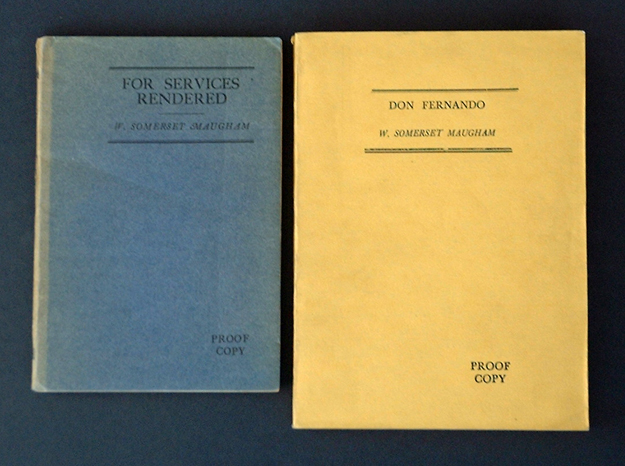 FOR SERVICES
RENDERED
W. SOMERSET MAUGHAM
PROOF
COPY
DON FERNANDO
W. SOMERSET MAUGHAM
PROOF
COPY